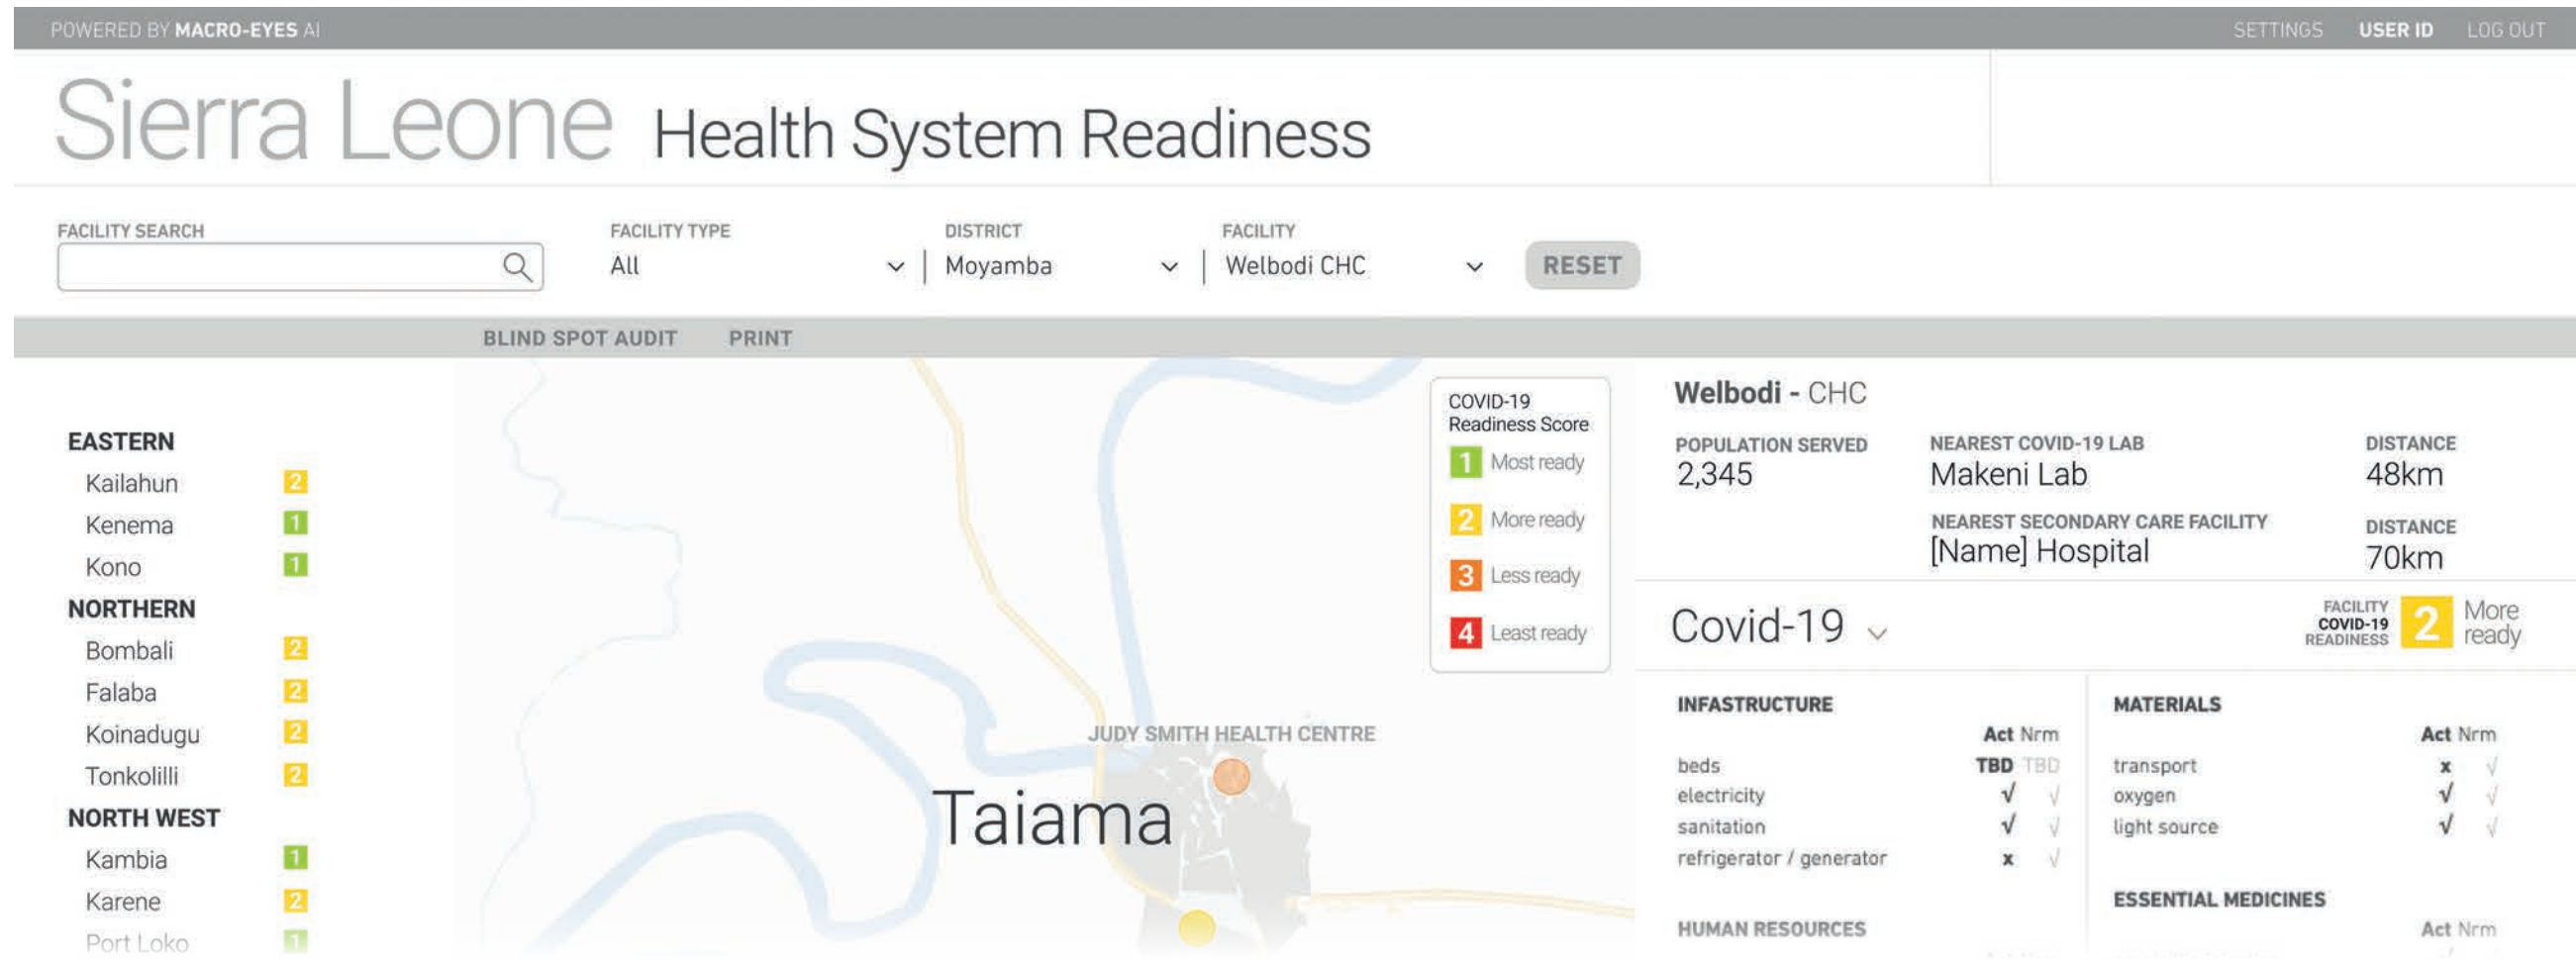 POWERED BY MACRO-EYES AI
SETTINGS USER ID LOG OUT
Sierra Leone Health System Readiness
FACILITY SEARCH
FACILITY TYPE
All
DISTRICT
Moyamba
FACILITY
Welbodi CHC
RESET
BLIND SPOT AUDIT PRINT
EASTERN
Kailahun 2
Kenema 1
Kono 1
NORTHERN
Bombali 2
Falaba 2
Koinadugu 2
Tonkolilli 2
NORTH WEST
Kambia 1
Karene 2
Port Loko 1
JUDY SMITH HEALTH CENTRE
Taiama
COVID-19
Readiness Score
1 Most ready
2 More ready
3 Less ready
4 Least ready
Welbodi - CHC
POPULATION SERVED
2,345
NEAREST COVID-19 LAB
Makeni Lab
DISTANCE
48km
NEAREST SECONDARY CARE FACILITY
[Name] Hospital
DISTANCE
70km
Covid-19
FACILITY
COVID-19
READINESS
2
More
ready
INFASTRUCTURE
Act Nrm
beds TBD TBD
electricity √ √
sanitation √ √
refrigerator / generator x √
HUMAN RESOURCES
MATERIALS
Act Nrm
transport x √
oxygen √ √
light source √ √
ESSENTIAL MEDICINES
Act Nrm